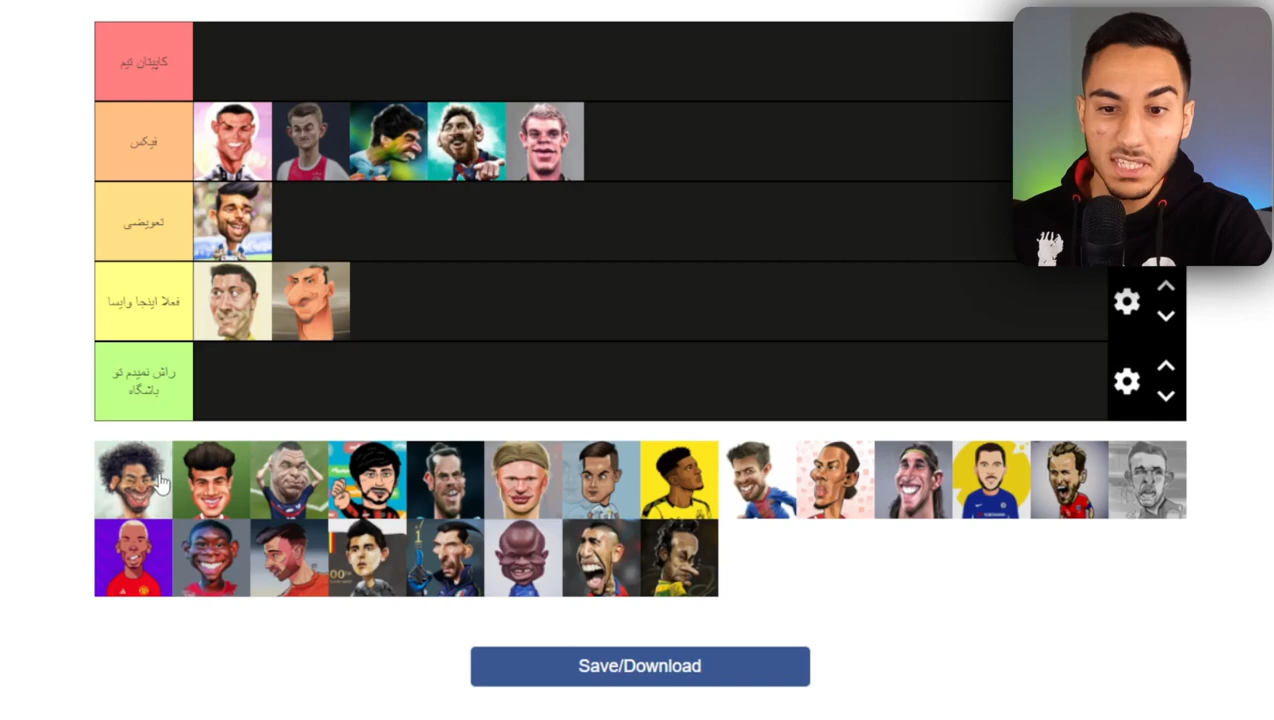 کاپیتان تیم
فیکس
تعویضی
فعلا اینجا وایسا
راش نمیدم تو
باشگاه
Save/Download